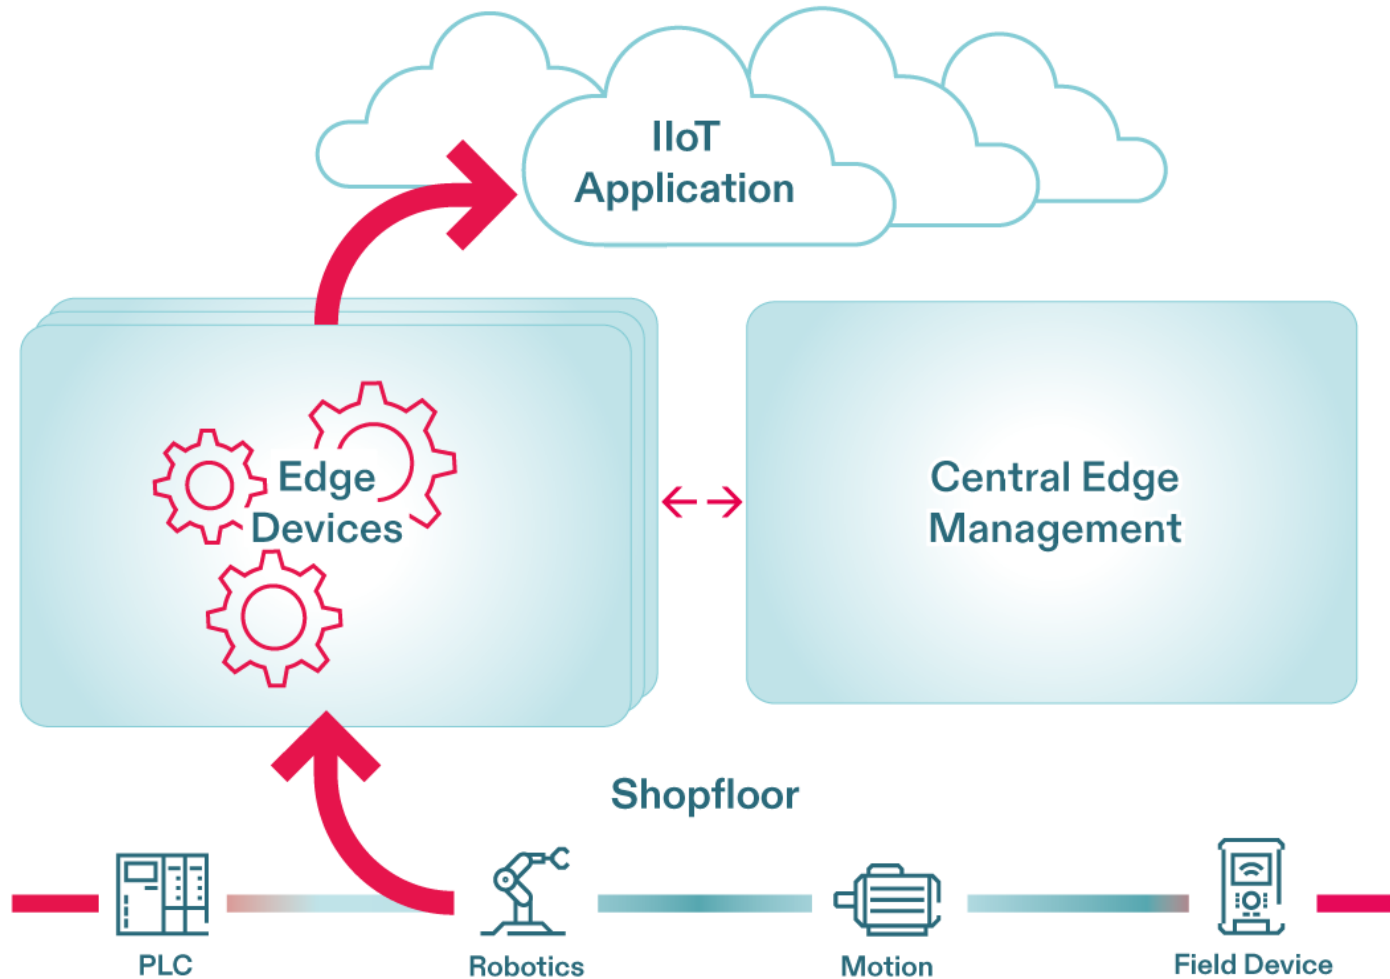 IIoT
Application
Edge
Devices
Central Edge
Management
Shopfloor
PLC
Robotics
Motion
Field Device